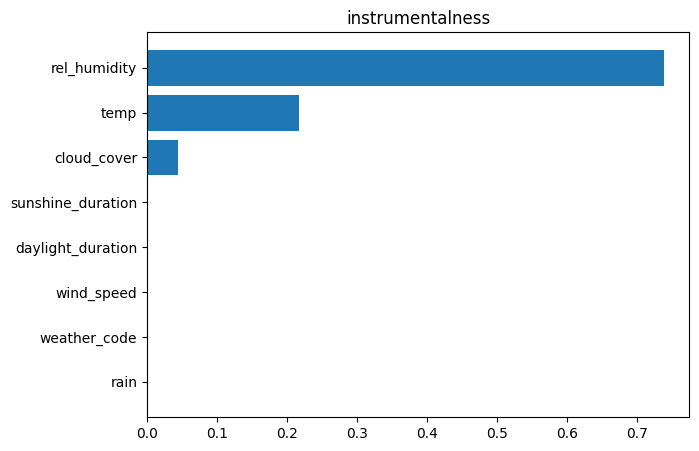 instrumentalness
rel_humidity
temp
cloud_cover
sunshine_duration
daylight_duration
wind_speed
weather_code
rain
0.0 0.1 0.2 0.3 0.4 0.5 0.6 0.7